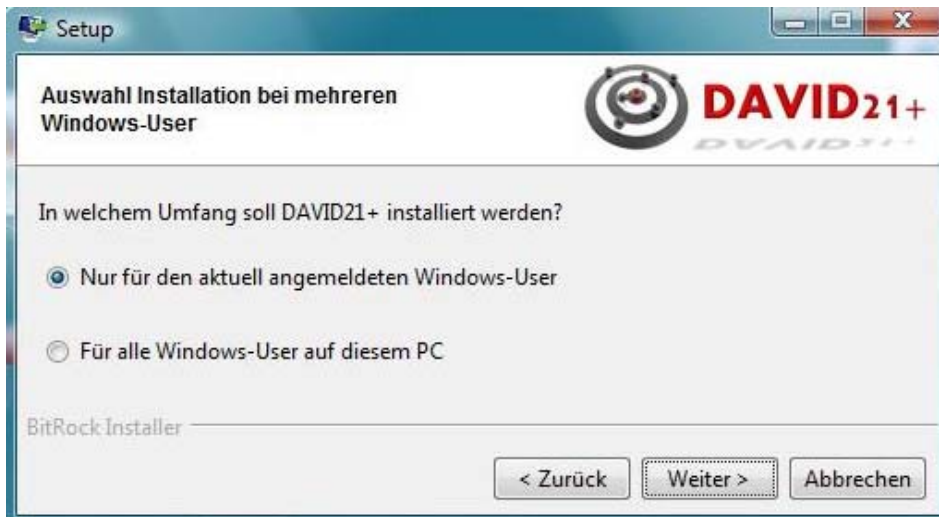 Setup
Auswahl Installation bei mehreren
Windows-User
DAVID21+
In welchem Umfang soll DAVID21+ installiert werden?
Nur für den aktuell angemeldeten Windows-User
Für alle Windows-User auf diesem PC
BitRock Installer
< Zurück
Weiter >
Abbrechen